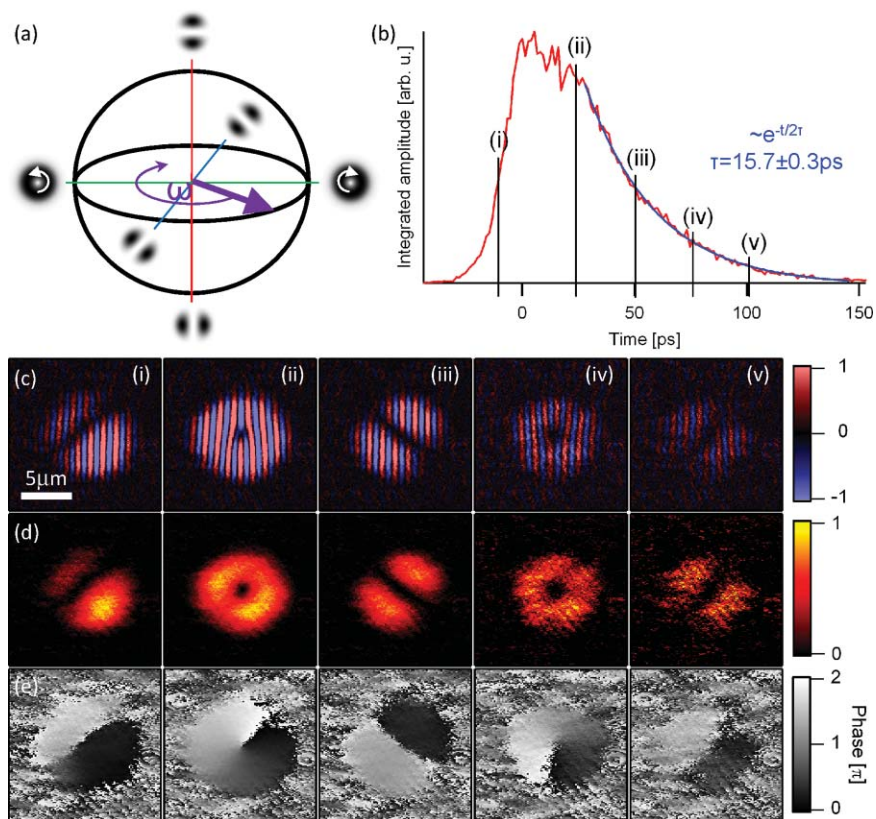 (a)
ω
(b)
Integrated amplitude [arb. u.]
(i)
(ii)
(iii)
(iv)
(v)
~e-t/2τ
τ=15.7±0.3ps
0
50
100
150
Time [ps]
(c)
(i)
(ii)
(iii)
(iv)
(v)
5μm
1
0
-1
(d)
1
0
(e)
2
1
0
Phase [π]